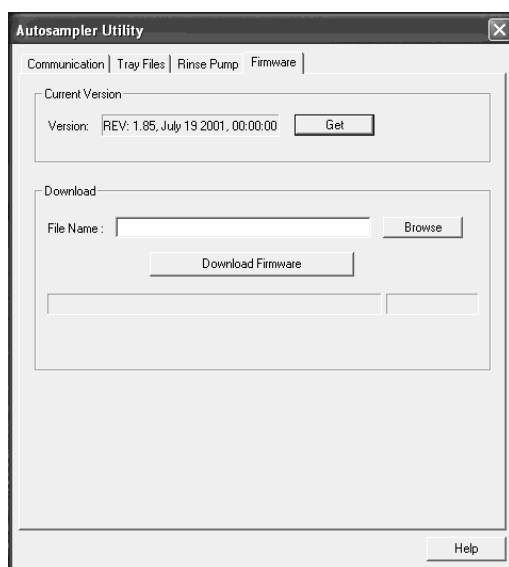 Autosampler Utility
Communication Tray Files Rinse Pump Firmware
Current Version
Version: REV: 1.85, July 19 2001, 00:00:00 Get
Download
File Name : Browse
Download Firmware
Help